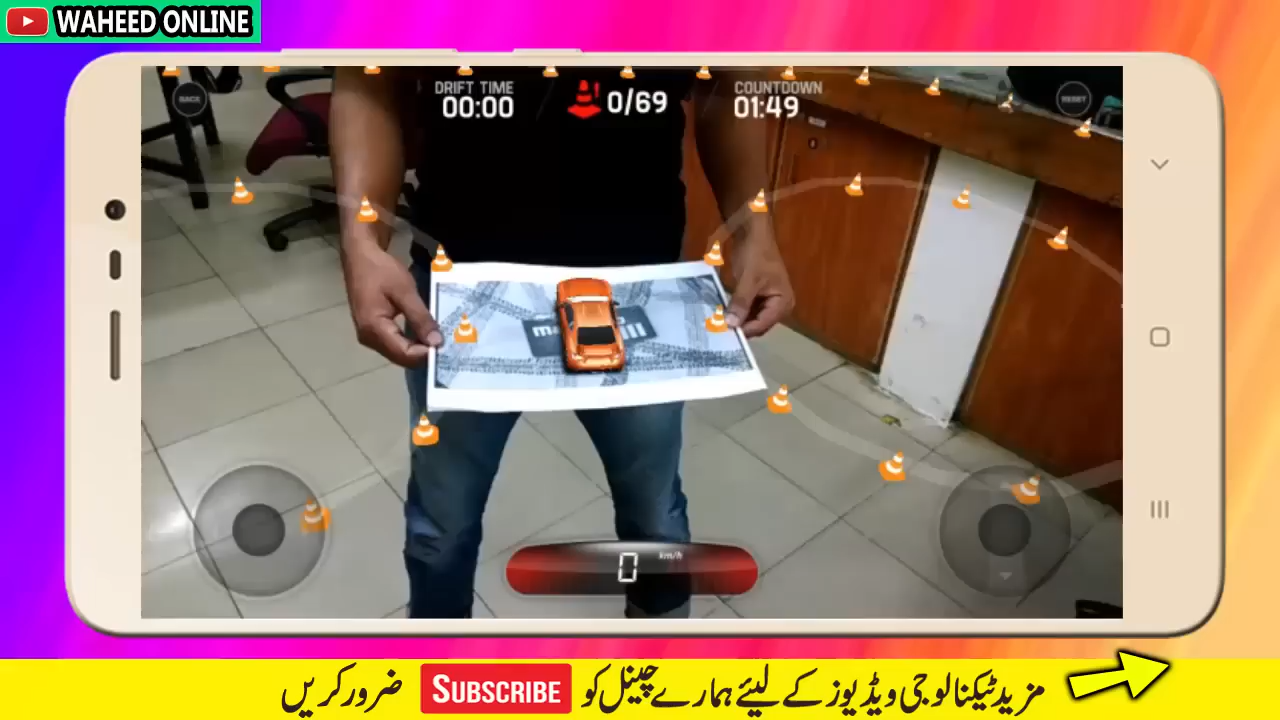 WAHEED ONLINE
DRIFT TIME
00:00
0/69
COUNTDOWN
01:49
BACK
RESET
0 km/h
مزید ٹیکنالوجی ویڈیوز کے لیئے ہمارے چینل کو SUBSCRIBE ضرور کریں